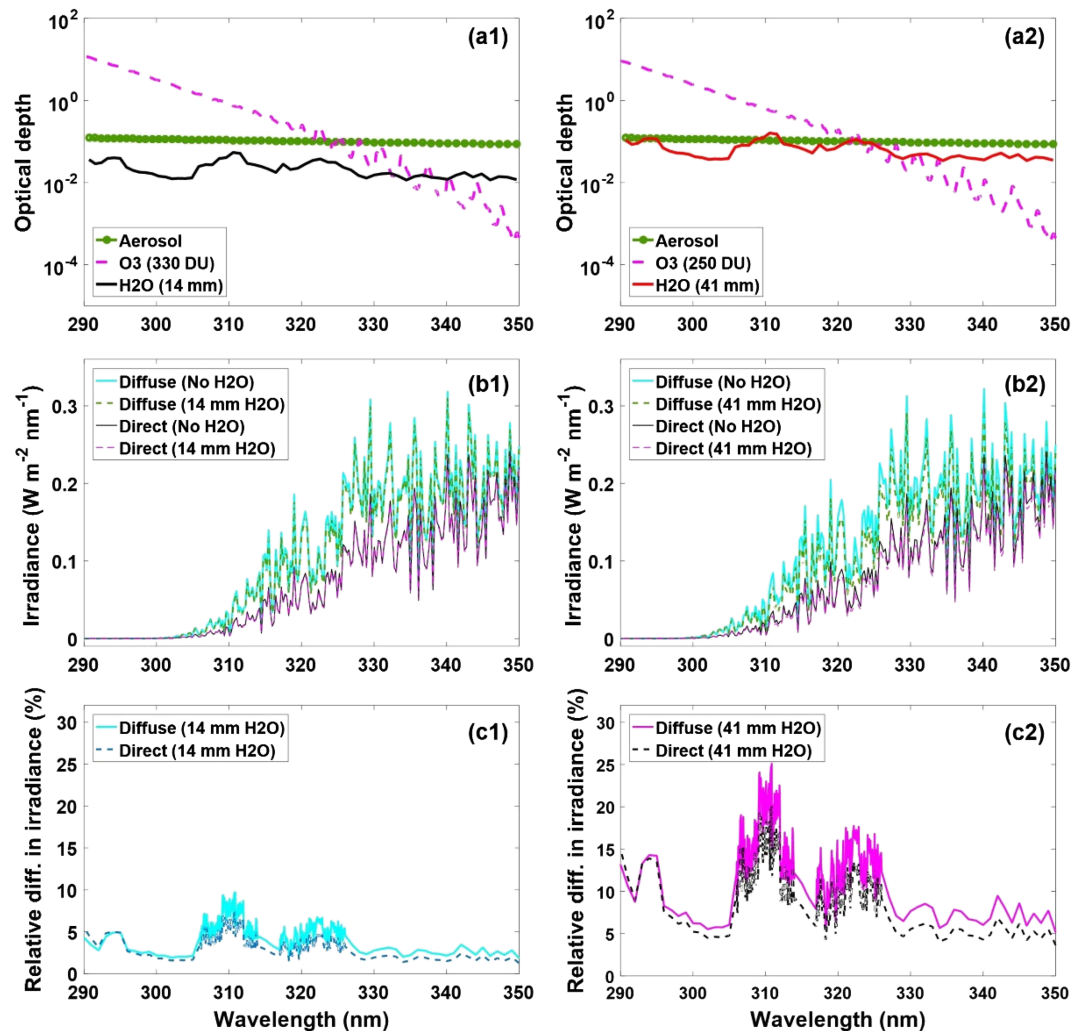 (a1)
Optical depth
10^2
10^0
10^-2
10^-4
Aerosol
O3 (330 DU)
H2O (14 mm)
290 300 310 320 330 340 350
(a2)
Optical depth
10^2
10^0
10^-2
10^-4
Aerosol
O3 (250 DU)
H2O (41 mm)
290 300 310 320 330 340 350
(b1)
Irradiance (W m^-2 nm^-1)
0.3
0.2
0.1
0
Diffuse (No H2O)
Diffuse (14 mm H2O)
Direct (No H2O)
Direct (14 mm H2O)
290 300 310 320 330 340 350
(b2)
Irradiance (W m^-2 nm^-1)
0.3
0.2
0.1
0
Diffuse (No H2O)
Diffuse (41 mm H2O)
Direct (No H2O)
Direct (41 mm H2O)
290 300 310 320 330 340 350
(c1)
Relative diff. in irradiance (%)
30
25
20
15
10
5
0
Diffuse (14 mm H2O)
Direct (14 mm H2O)
290 300 310 320 330 340 350
Wavelength (nm)
(c2)
Relative diff. in irradiance (%)
30
25
20
15
10
5
0
Diffuse (41 mm H2O)
Direct (41 mm H2O)
290 300 310 320 330 340 350
Wavelength (nm)